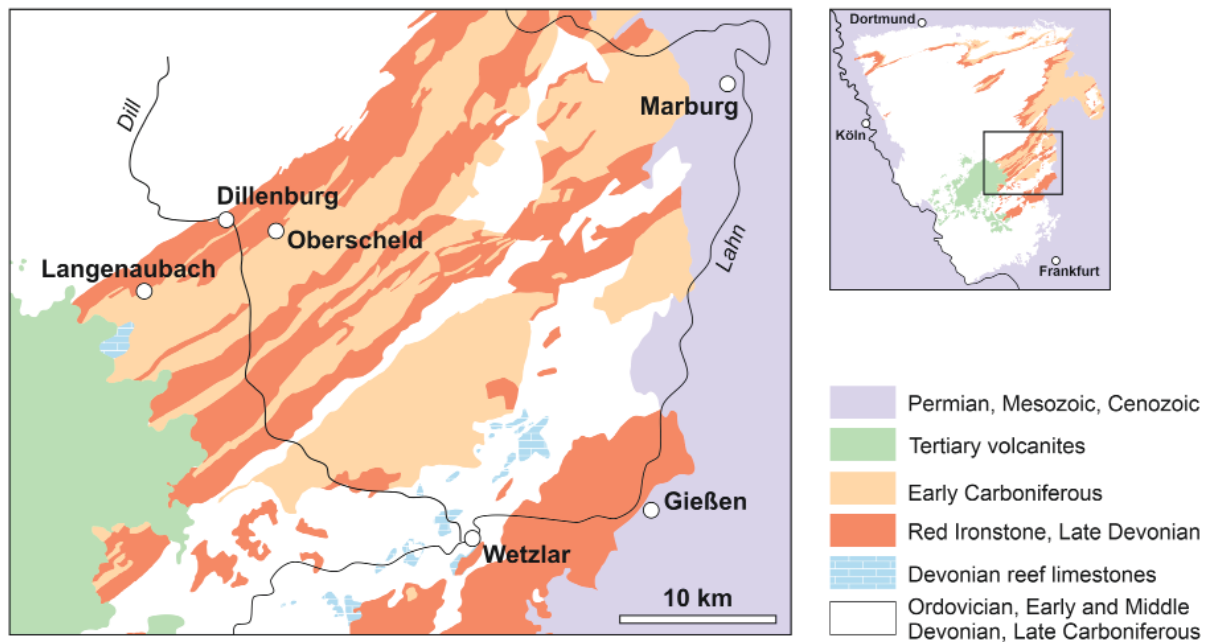 Dill
Marburg
Dillenburg
Oberscheld
Langenaubach
Lahn
Gießen
Wetzlar
10 km
Dortmund
Köln
Frankfurt
Permian, Mesozoic, Cenozoic
Tertiary volcanites
Early Carboniferous
Red Ironstone, Late Devonian
Devonian reef limestones
Ordovician, Early and Middle
Devonian, Late Carboniferous